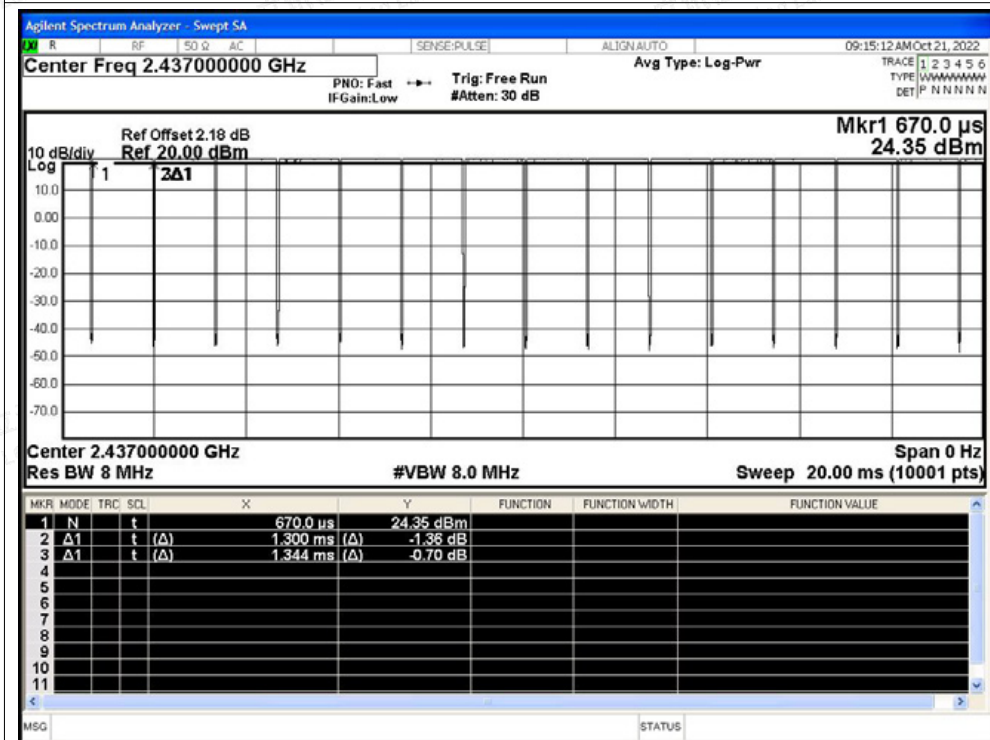 Agilent Spectrum Analyzer - Swept SA
LXI R RF 50 Ω AC SENSE:PULSE ALIGN AUTO 09:15:12 AM Oct 21, 2022
Center Freq 2.437000000 GHz Avg Type: Log-Pwr TRACE 1 2 3 4 5 6
PNO: Fast Trig: Free Run TYPE WWWWWW
IFGain:Low #Atten: 30 dB DET P N N N N N
Mkr1 670.0 µs
Ref Offset 2.18 dB
10 dB/div Ref 20.00 dBm 24.35 dBm
Log
1 3Δ1
10.0
0.00
-10.0
-20.0
-30.0
-40.0
-50.0
-60.0
-70.0
Center 2.437000000 GHz Span 0 Hz
Res BW 8 MHz #VBW 8.0 MHz Sweep 20.00 ms (10001 pts)
MKR MODE TRC SCL X Y FUNCTION FUNCTION WIDTH FUNCTION VALUE
1 N t 670.0 µs 24.35 dBm
2 Δ1 t (Δ) 1.300 ms (Δ) -1.36 dB
3 Δ1 t (Δ) 1.344 ms (Δ) -0.70 dB
4
5
6
7
8
9
10
11
MSG STATUS